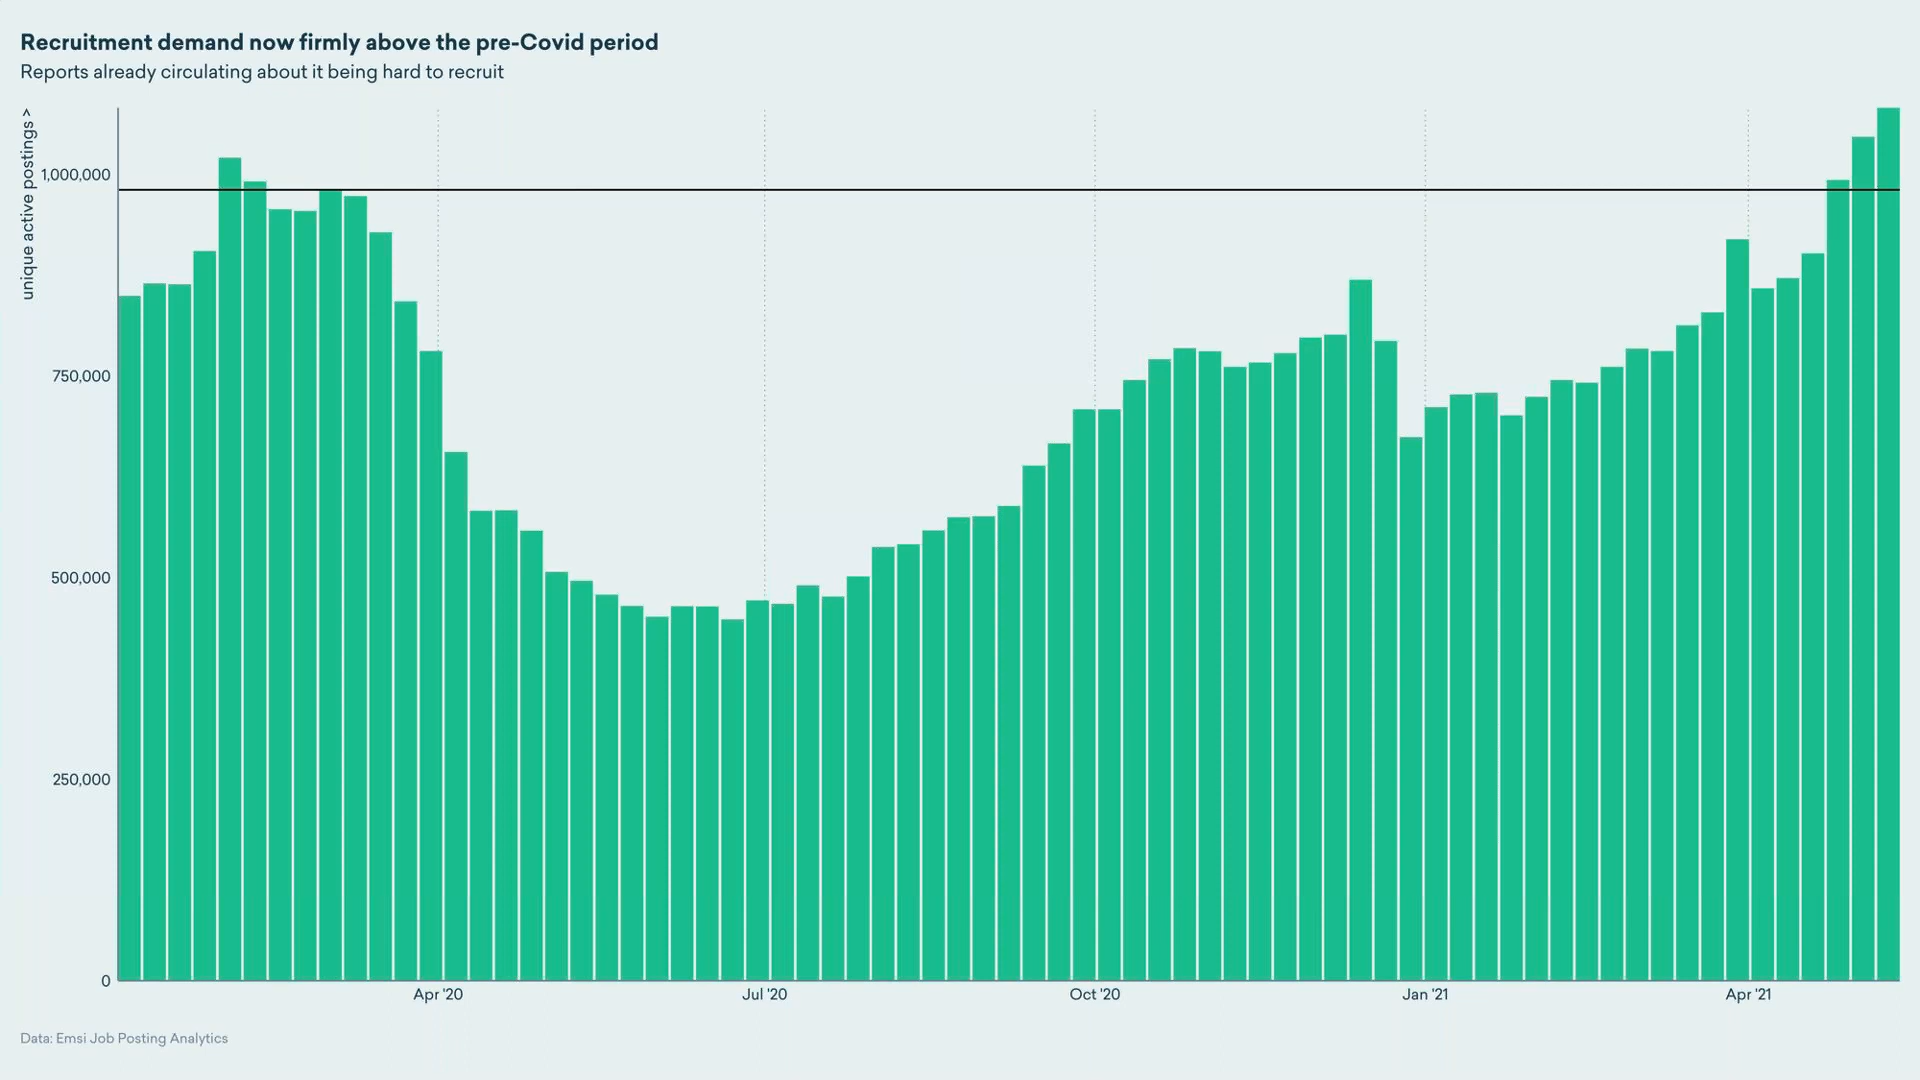 Recruitment demand now firmly above the pre-Covid period
Reports already circulating about it being hard to recruit
unique active postings >
1,000,000
750,000
500,000
250,000
0
Apr '20
Jul '20
Oct '20
Jan '21
Apr '21
Data: Emsi Job Posting Analytics